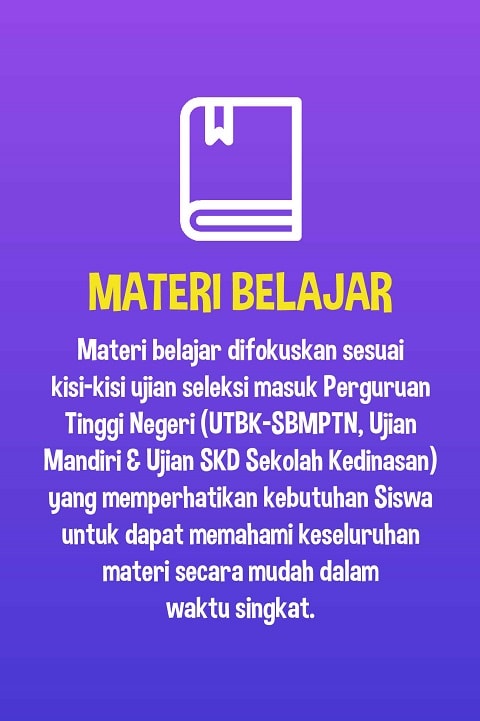 MATERI BELAJAR
Materi belajar difokuskan sesuai
kisi-kisi ujian seleksi masuk Perguruan
Tinggi Negeri (UTBK-SBMPTN, Ujian
Mandiri & Ujian SKD Sekolah Kedinasan)
yang memperhatikan kebutuhan Siswa
untuk dapat memahami keseluruhan
materi secara mudah dalam
waktu singkat.